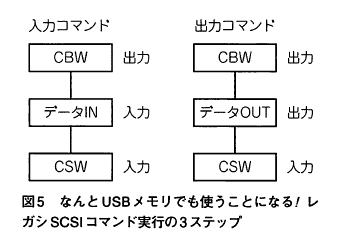 入力コマンド 出力コマンド
CBW 出力 CBW 出力
データIN 入力 データOUT 出力
CSW 入力 CSW 入力
図5 なんとUSBメモリでも使うことになる!レ
ガシSCSIコマンド実行の3ステップ